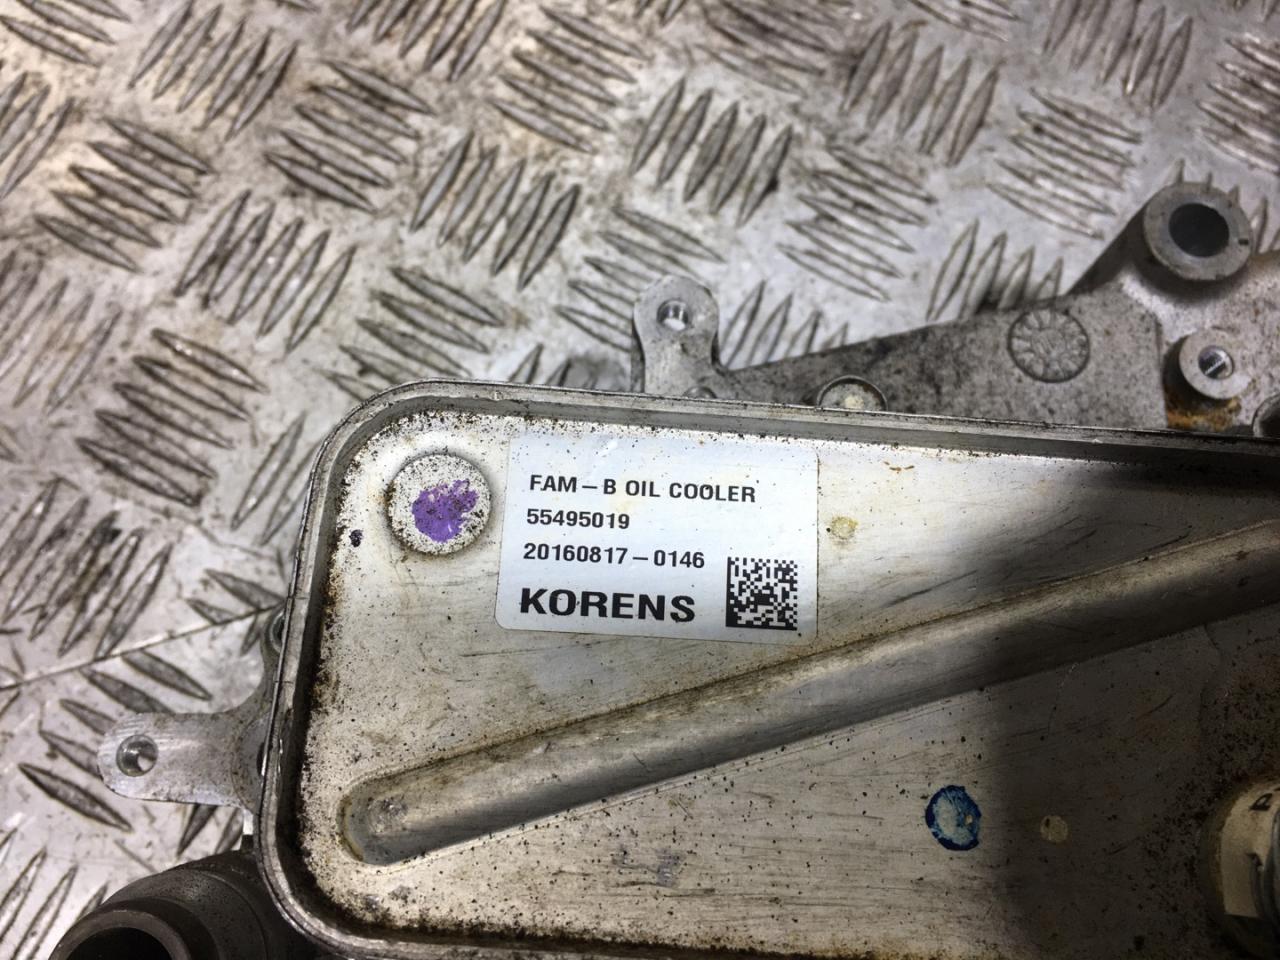 FAM-B OIL COOLER
55495019
20160817-0146
KORENS